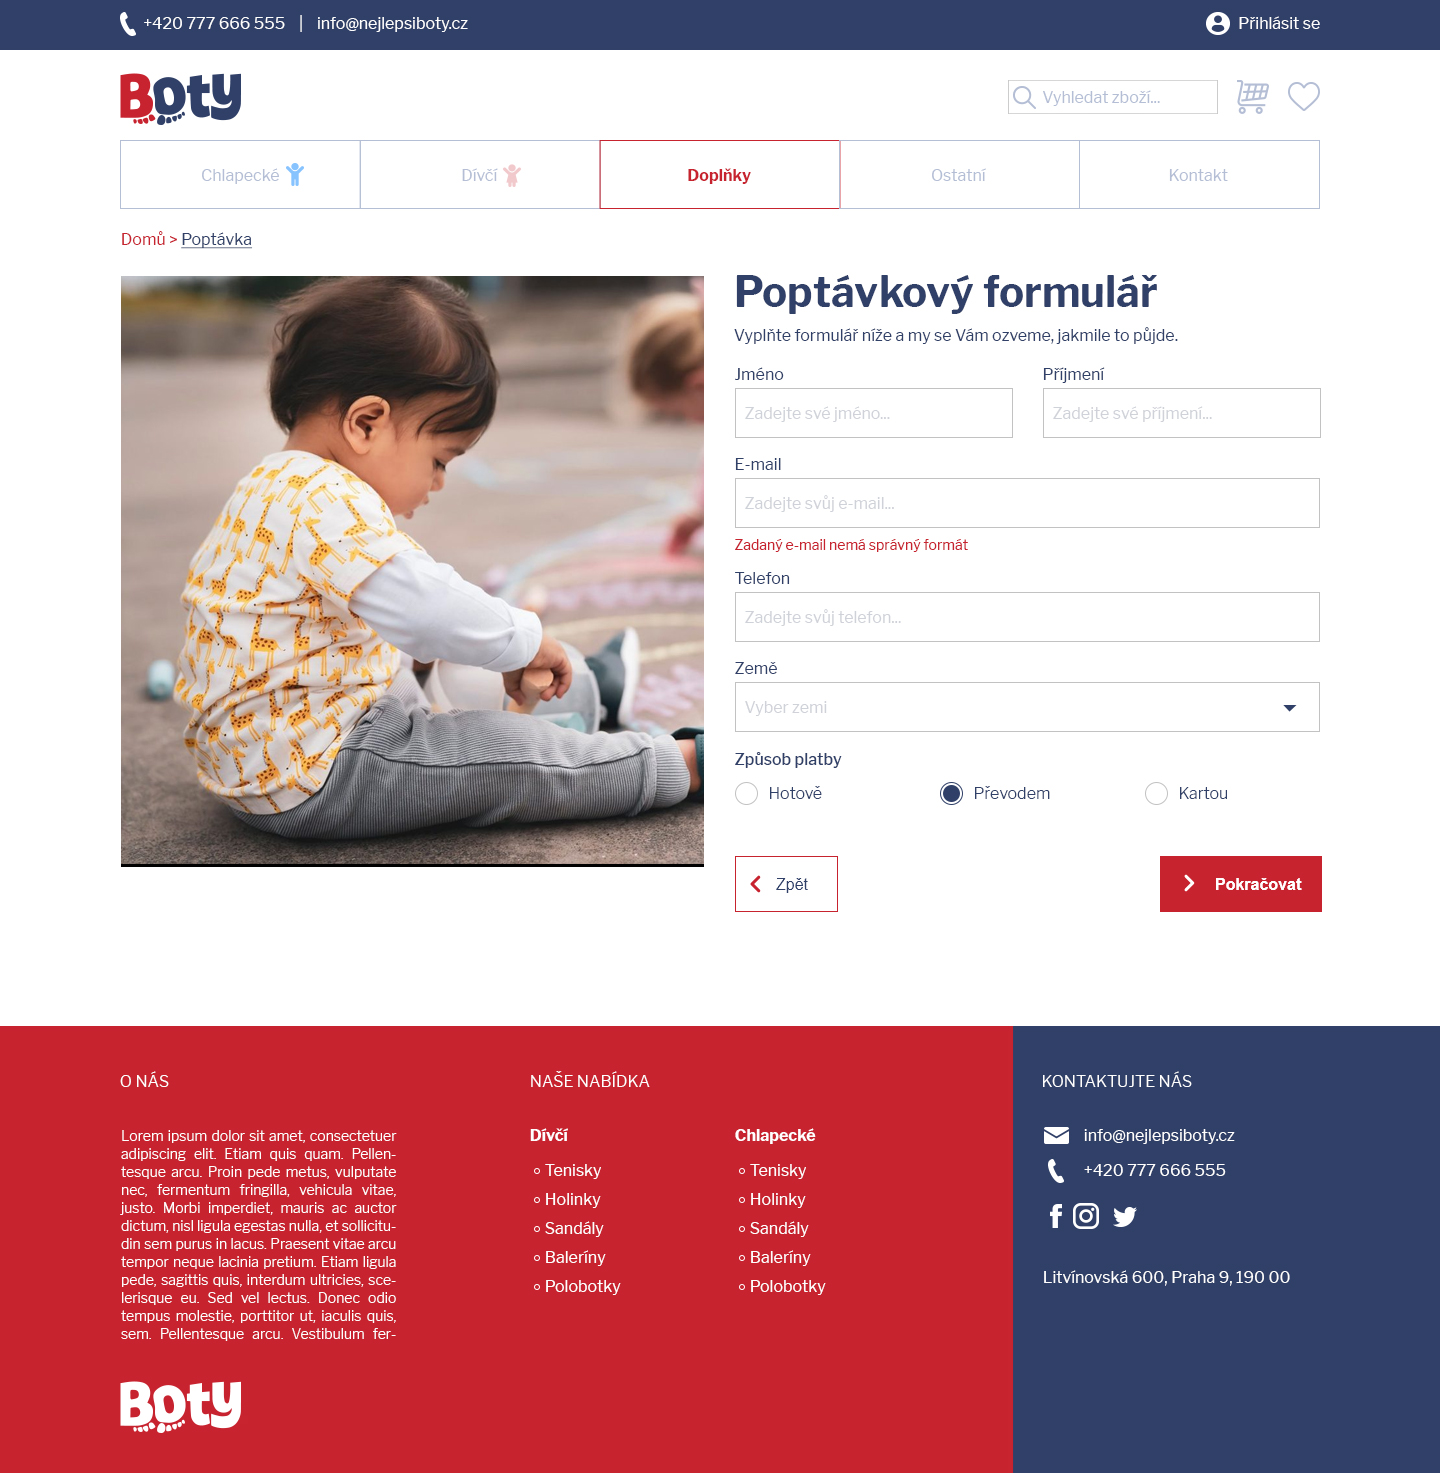 +420 777 666 555 | info@nejlepsiboty.cz
Přihlásit se
Boty
Vyhledat zboží...
Chlapecké
Dívčí
Doplňky
Ostatní
Kontakt
Domů > Poptávka
Poptávkový formulář
Vyplňte formulář níže a my se Vám ozveme, jakmile to půjde.
Jméno
Příjmení
Zadejte své jméno...
Zadejte své příjmení...
E-mail
Zadejte svůj e-mail...
Zadaný e-mail nemá správný formát
Telefon
Zadejte svůj telefon...
Země
Vyber zemi
Způsob platby
Hotově
Převodem
Kartou
Zpět
Pokračovat
O NÁS
Lorem ipsum dolor sit amet, consectetuer
adipiscing elit. Etiam quis quam. Pellen-
tesque arcu. Proin pede metus, vulputate
nec, fermentum fringilla, vehicula vitae,
justo. Morbi imperdiet, mauris ac auctor
dictum, nisl ligula egestas nulla, et sollicitu-
din sem purus in lacus. Praesent vitae arcu
tempor neque lacinia pretium. Etiam ligula
pede, sagittis quis, interdum ultricies, sce-
lerisque eu. Sed vel lectus. Donec odio
tempus molestie, porttitor ut, iaculis quis,
sem. Pellentesque arcu. Vestibulum fer-
Boty
NAŠE NABÍDKA
Dívčí
Tenisky
Holinky
Sandály
Baleríny
Polobotky
Chlapecké
Tenisky
Holinky
Sandály
Baleríny
Polobotky
KONTAKTUJTE NÁS
info@nejlepsiboty.cz
+420 777 666 555
Litvínovská 600, Praha 9, 190 00